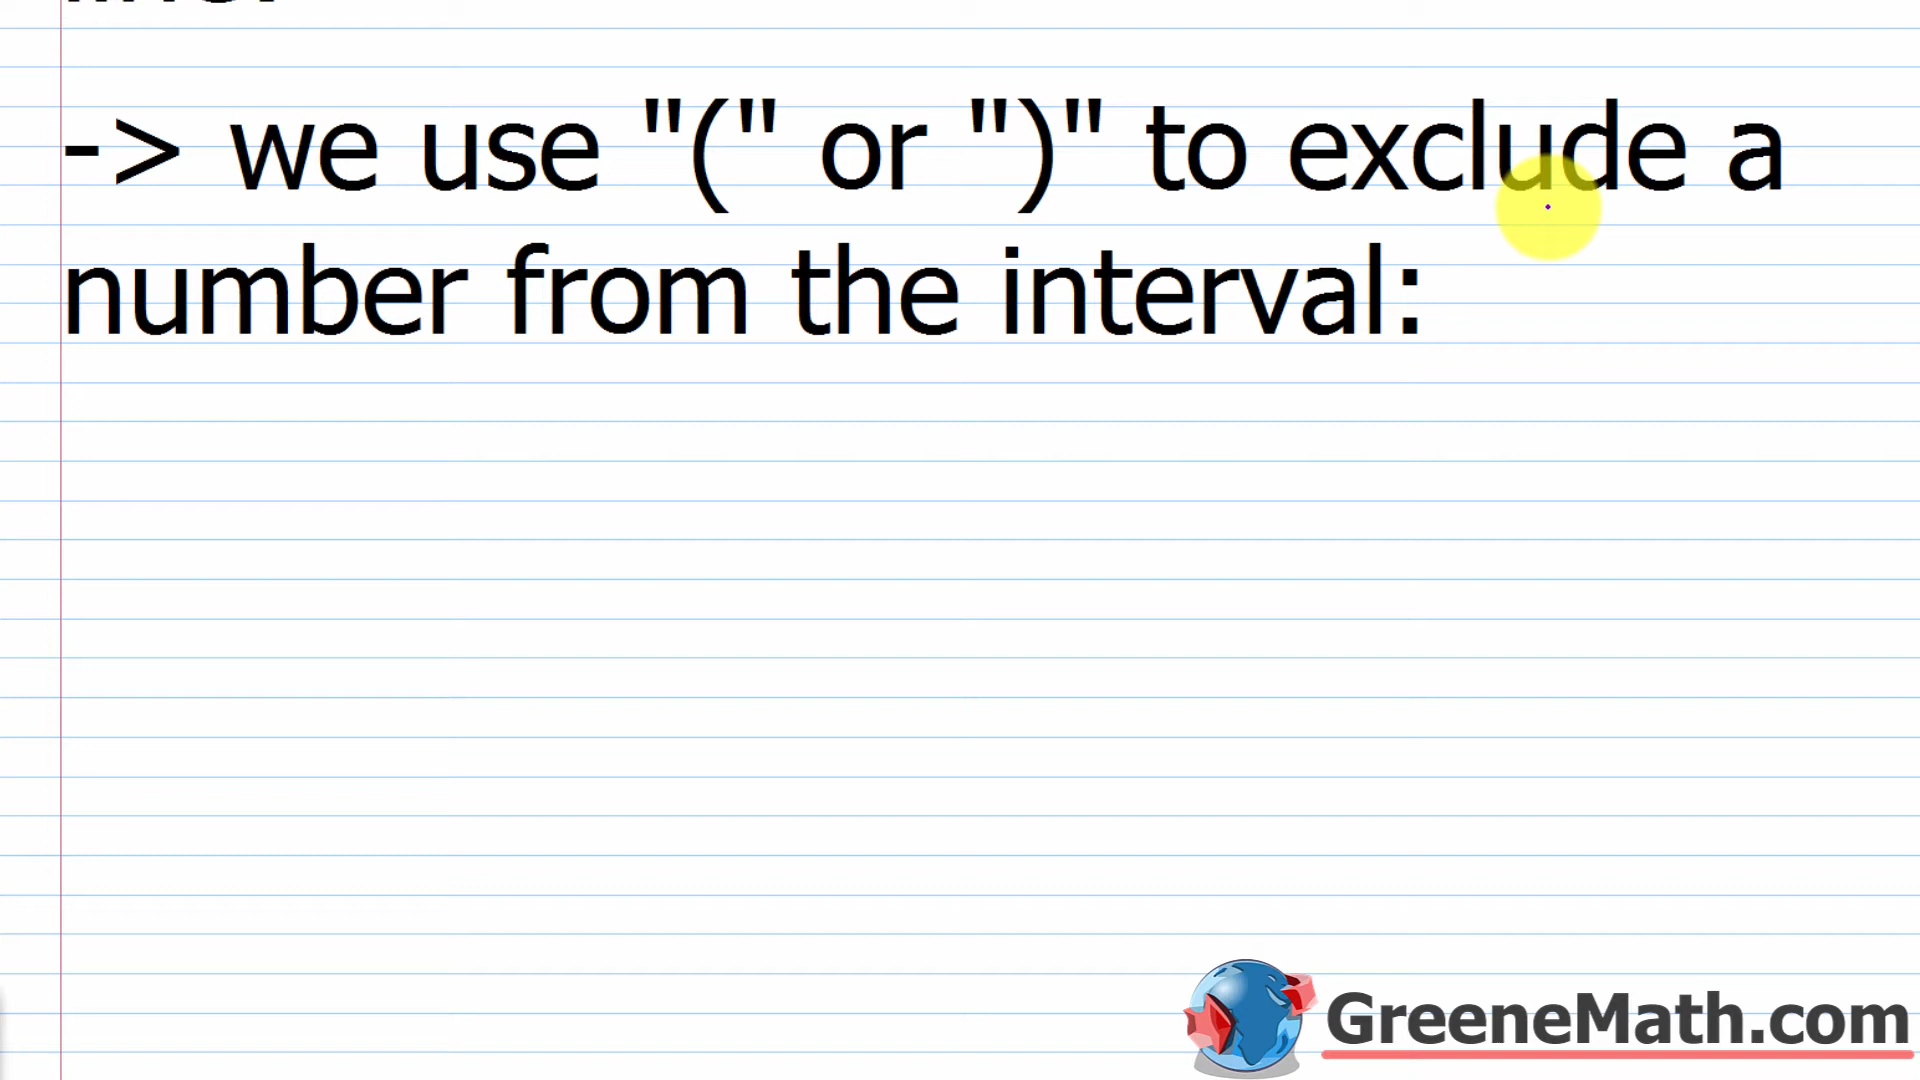 -> we use "(" or ")" to exclude a
number from the interval:
GreeneMath.com